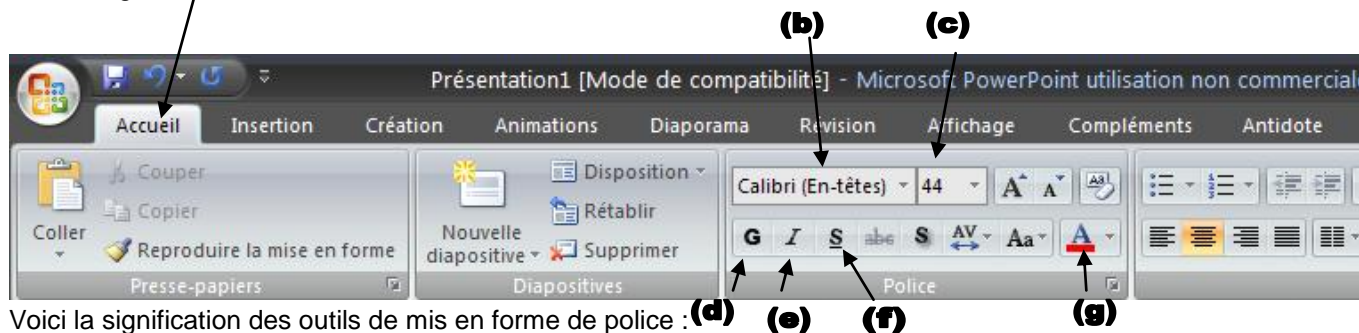 (b) (c)
Présentation1 [Mode de compatibilité] - Microsoft PowerPoint utilisation non commerciale
Accueil Insertion Création Animations Diaporama Révision Affichage Compléments Antidote
Couper
Copier
Reproduire la mise en forme
Coller
Presse-papiers
Nouvelle
diapositive
Disposition
Rétablir
Supprimer
Diapositives
Calibri (En-têtes) 44 A A Aa
G I S abc S AV Aa A
Police
(d) (e) (f) (g)
Voici la signification des outils de mis en forme de police :